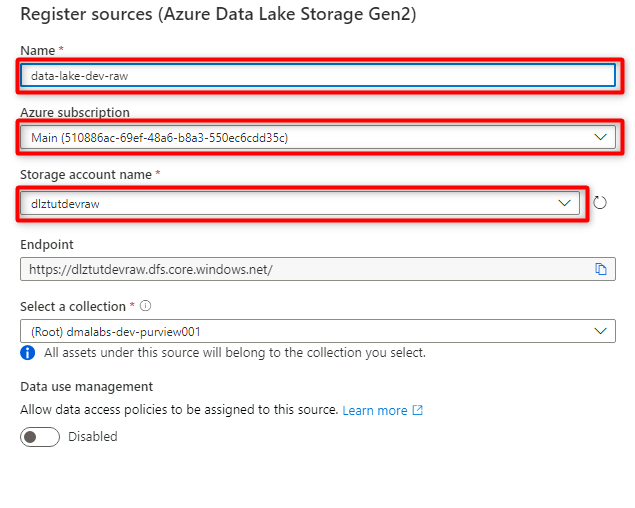 Register sources (Azure Data Lake Storage Gen2)
Name *
data-lake-dev-raw
Azure subscription
Main (510886ac-69ef-48a6-b8a3-550ec6cdd35c)
Storage account name *
dlztutdevraw
Endpoint
https://dlztutdevraw.dfs.core.windows.net/
Select a collection *
(Root) dmalabs-dev-purview001
All assets under this source will belong to the collection you select.
Data use management
Allow data access policies to be assigned to this source. Learn more
Disabled